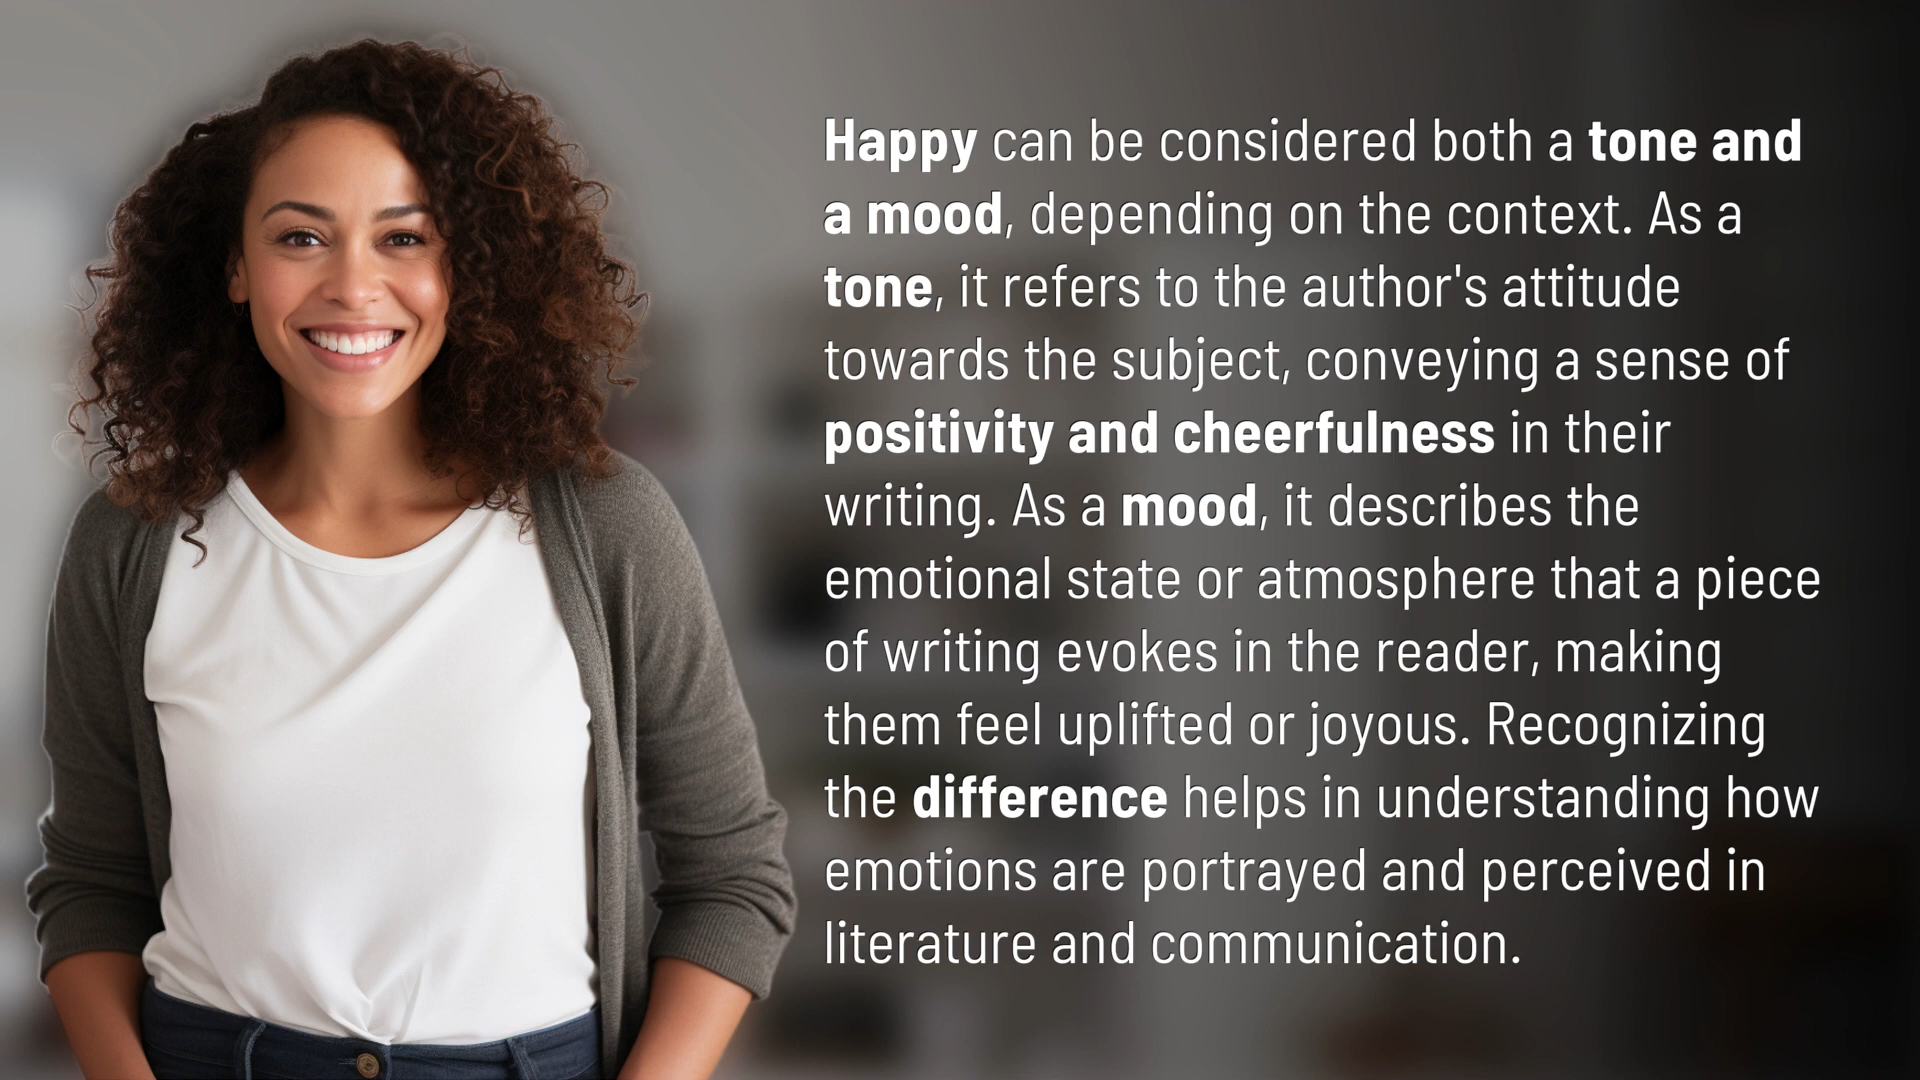 Happy can be considered both a tone and
a mood, depending on the context. As a
tone, it refers to the author's attitude
towards the subject, conveying a sense of
positivity and cheerfulness in their
writing. As a mood, it describes the
emotional state or atmosphere that a piece
of writing evokes in the reader, making
them feel uplifted or joyous. Recognizing
the difference helps in understanding how
emotions are portrayed and perceived in
literature and communication.